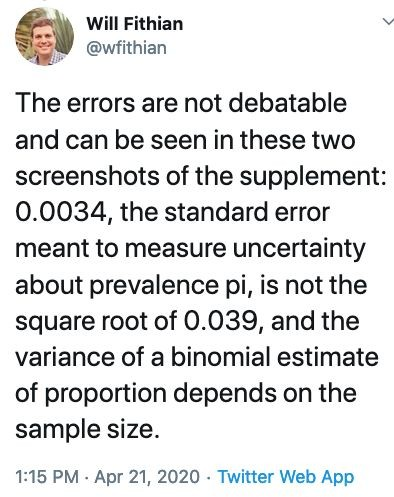 Will Fithian
@wfithian
The errors are not debatable
and can be seen in these two
screenshots of the supplement:
0.0034, the standard error
meant to measure uncertainty
about prevalence pi, is not the
square root of 0.039, and the
variance of a binomial estimate
of proportion depends on the
sample size.
1:15 PM · Apr 21, 2020 · Twitter Web App